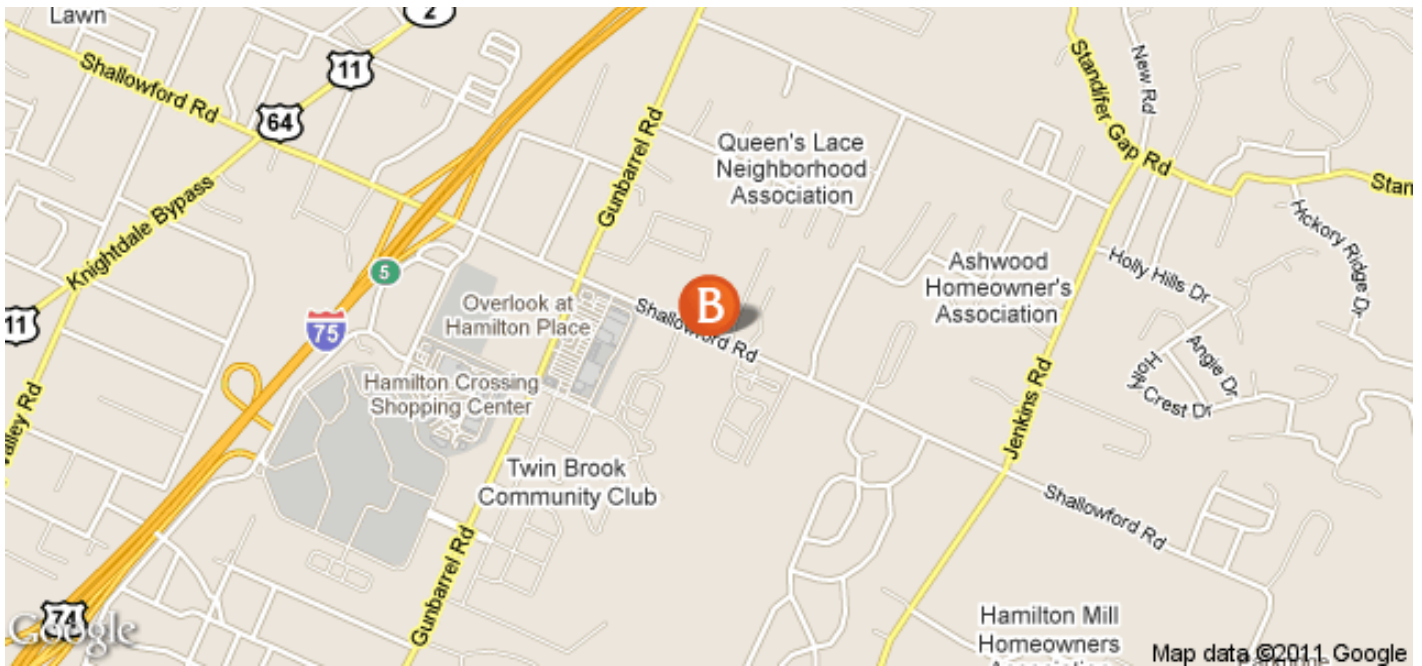 Lawn
2
11
Shallowford Rd
64
Knightdale Bypass
11
5
75
Valley Rd
74
Gunbarrel Rd
Gunbarrel Rd
Overlook at
Hamilton Place
Hamilton Crossing
Shopping Center
Twin Brook
Community Club
B
Shallowford Rd
Queen's Lace
Neighborhood
Association
Ashwood
Homeowner's
Association
Standifer Gap Rd
New Rd
Stan
Hickory Ridge Dr
Holly Hills Dr
Angie Dr
Holly Crest Dr
Jenkins Rd
Shallowford Rd
Hamilton Mill
Homeowners
Google
Map data ©2011 Google